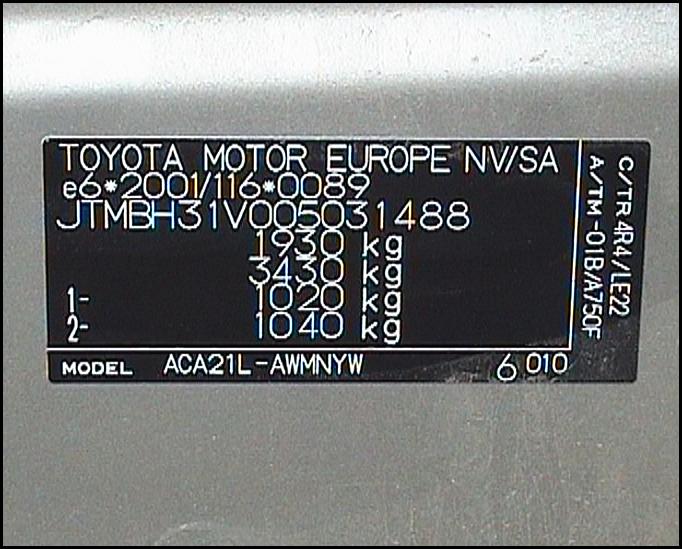 TOYOTA MOTOR EUROPE NV/SA
e6*2001/116*0089
JTMBH31V005031488
1930 kg
3430 kg
1- 1020 kg
2- 1040 kg
MODEL ACA21L-AWMNYW 6 010
C/TR 4R4/LE22
A/TM -01B/A750F